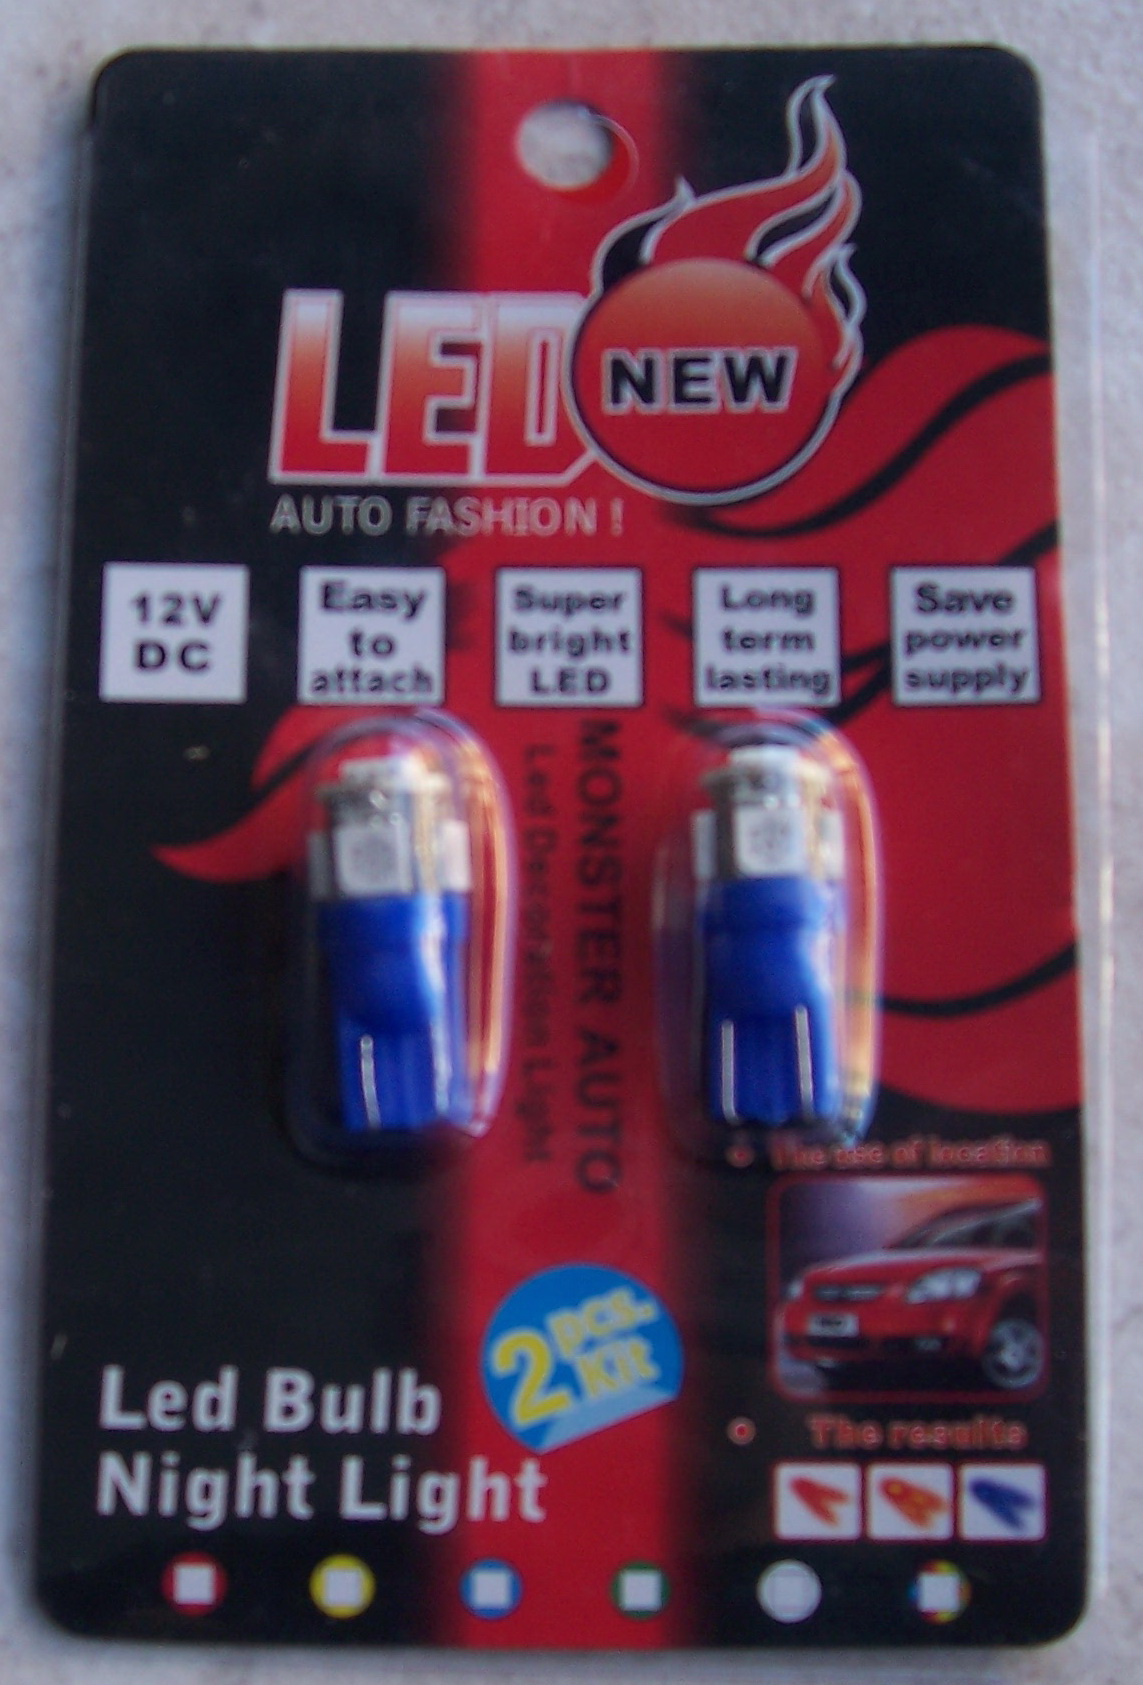 LED
NEW
AUTO FASHION !
12V
DC
Easy
to
attach
Super
bright
LED
Long
term
lasting
Save
power
supply
MONSTER AUTO
Led Decoration Light
The use of location
2 pcs.
Kit
Led Bulb
Night Light
The results